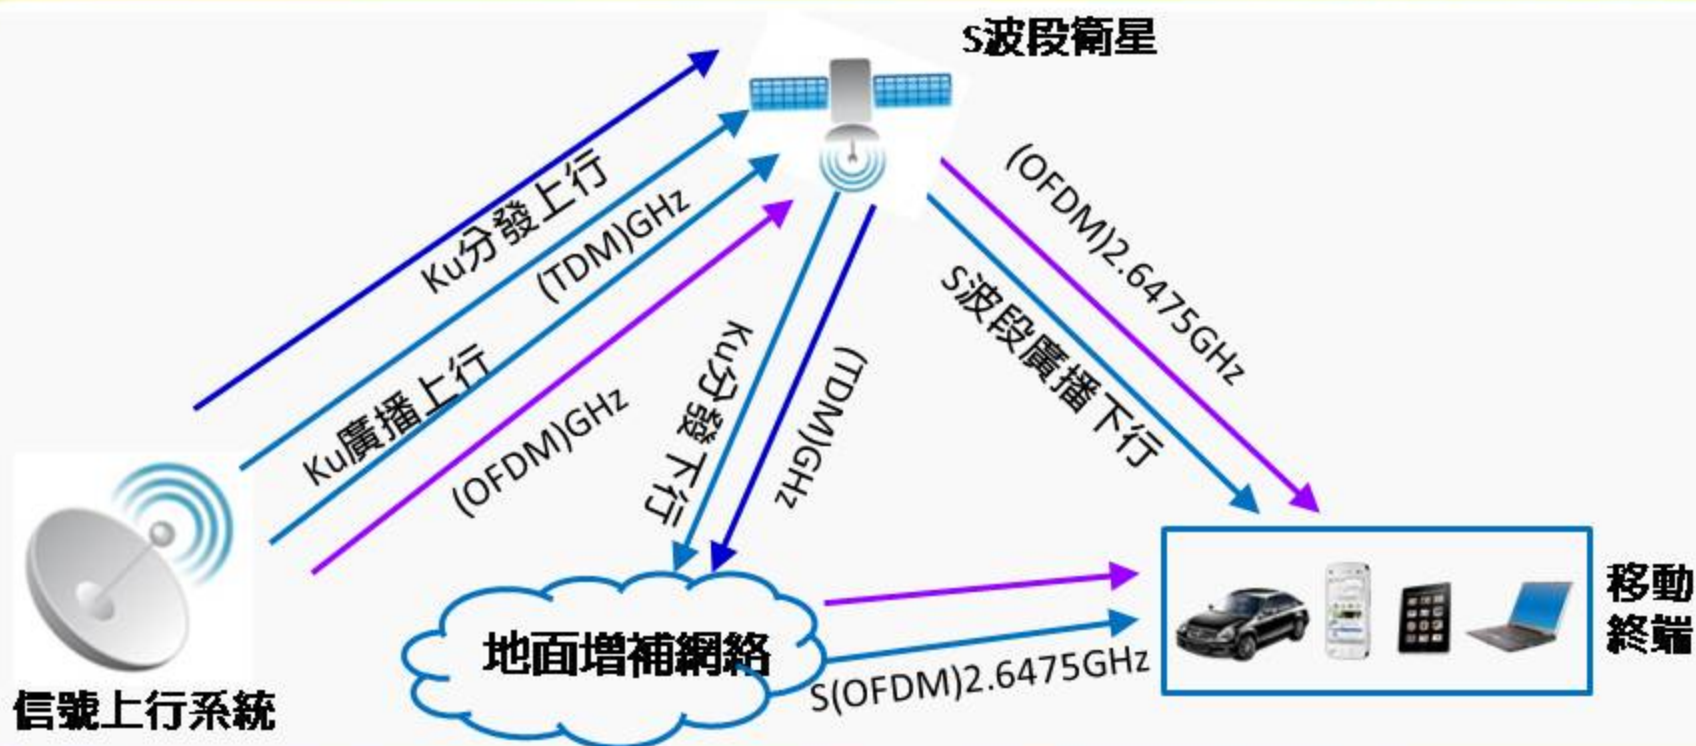 S波段衛星
Ku分發上行
(TDM)GHz
Ku廣播上行
(OFDM)GHz
Ku分發下行
(TDM)GHz
(OFDM)2.6475GHz
S波段廣播下行
地面增補網絡
S(OFDM)2.6475GHz
移動
終端
信號上行系統